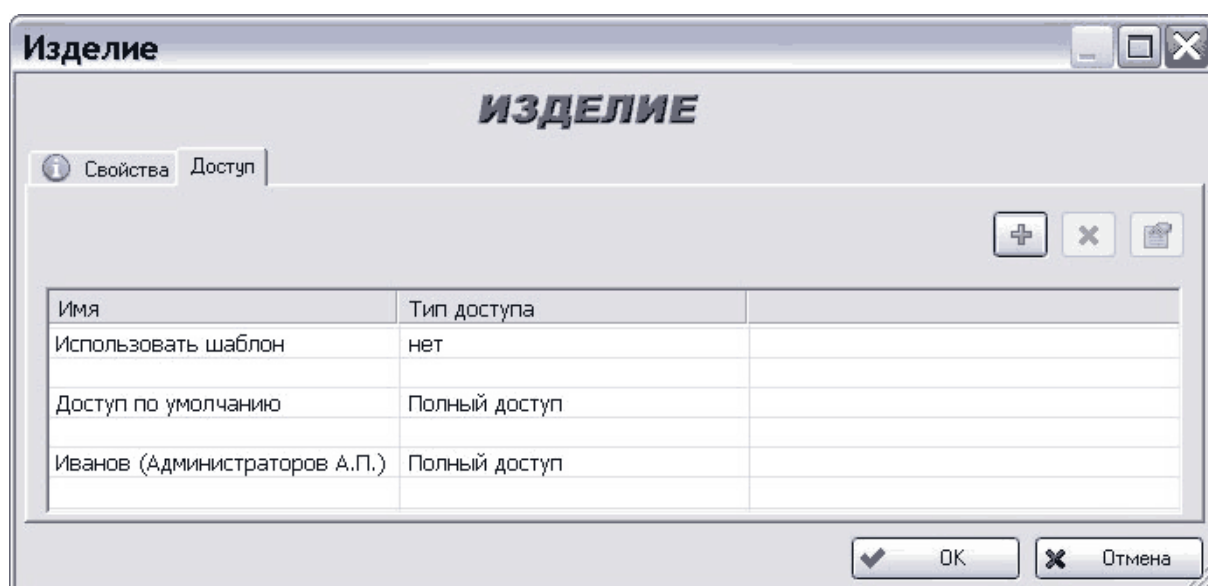 Изделие
ИЗДЕЛИЕ
Свойства Доступ
Имя Тип доступа
Использовать шаблон нет
Доступ по умолчанию Полный доступ
Иванов (Администраторов А.П.) Полный доступ
OK Отмена